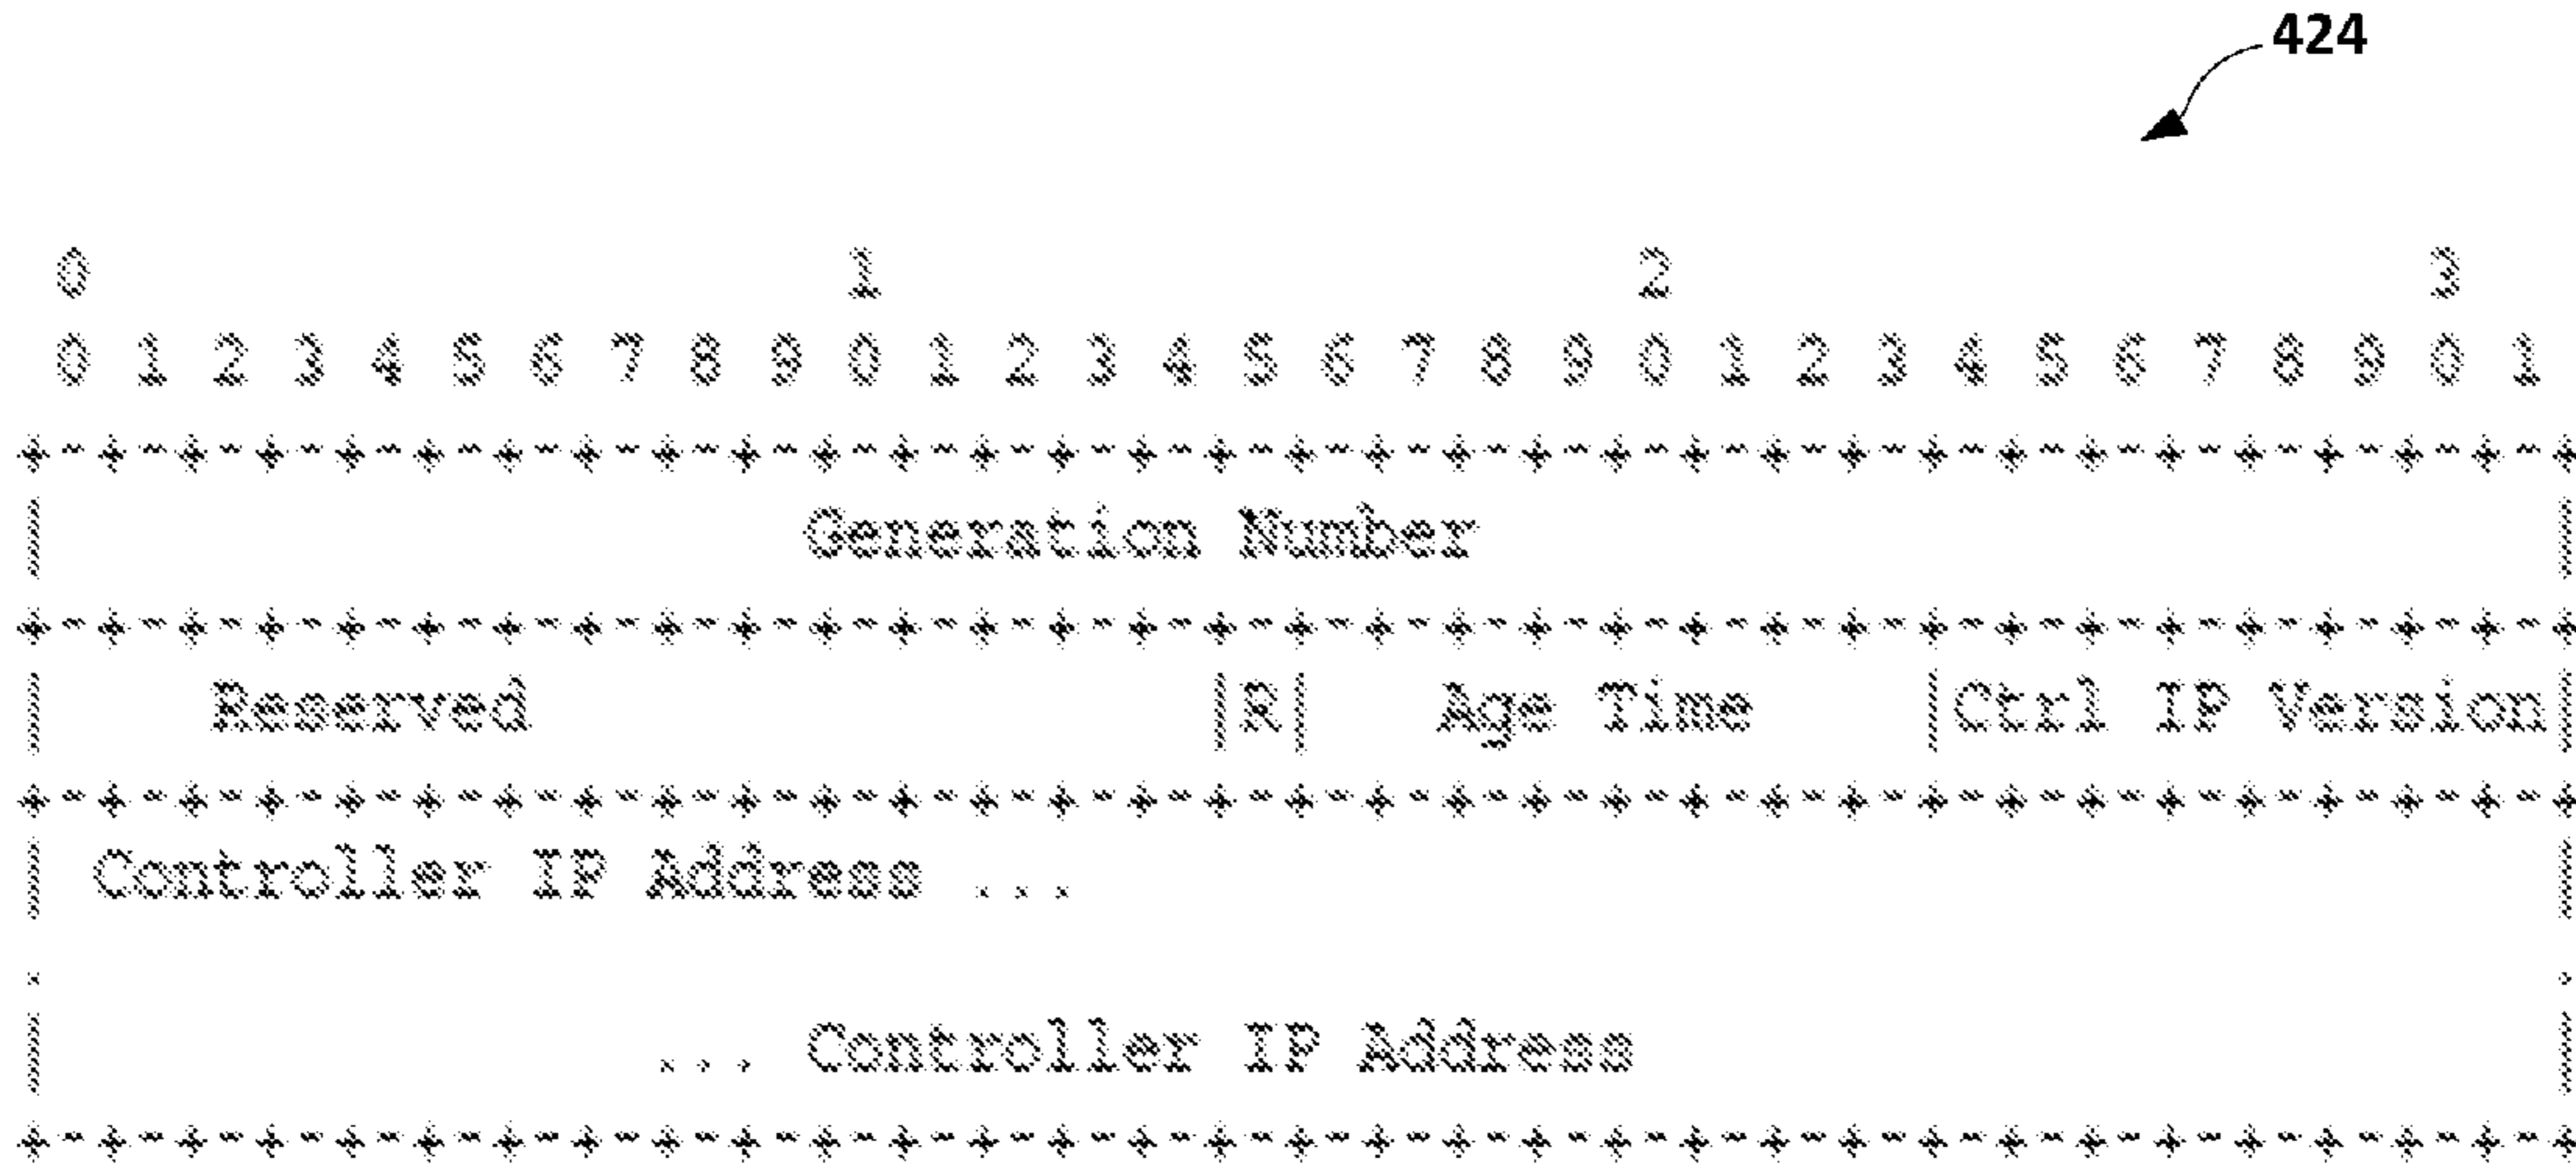 424
0 1 2 3
0 1 2 3 4 5 6 7 8 9 0 1 2 3 4 5 6 7 8 9 0 1 2 3 4 5 6 7 8 9 0 1
+-+-+-+-+-+-+-+-+-+-+-+-+-+-+-+-+-+-+-+-+-+-+-+-+-+-+-+-+-+-+-+-+
| Generation Number |
+-+-+-+-+-+-+-+-+-+-+-+-+-+-+-+-+-+-+-+-+-+-+-+-+-+-+-+-+-+-+-+-+
| Reserved |R| Age Time |Ctrl IP Version|
+-+-+-+-+-+-+-+-+-+-+-+-+-+-+-+-+-+-+-+-+-+-+-+-+-+-+-+-+-+-+-+-+
| Controller IP Address ... |
. .
| ... Controller IP Address |
+-+-+-+-+-+-+-+-+-+-+-+-+-+-+-+-+-+-+-+-+-+-+-+-+-+-+-+-+-+-+-+-+